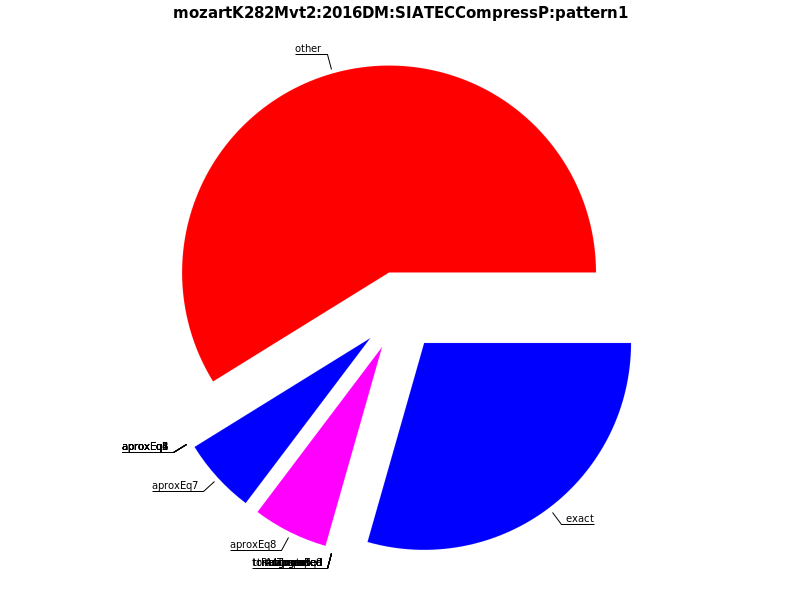 mozartK282Mvt2:2016DM:SIATECCompressP:pattern1
other
aproxEq7
exact
aproxEq8